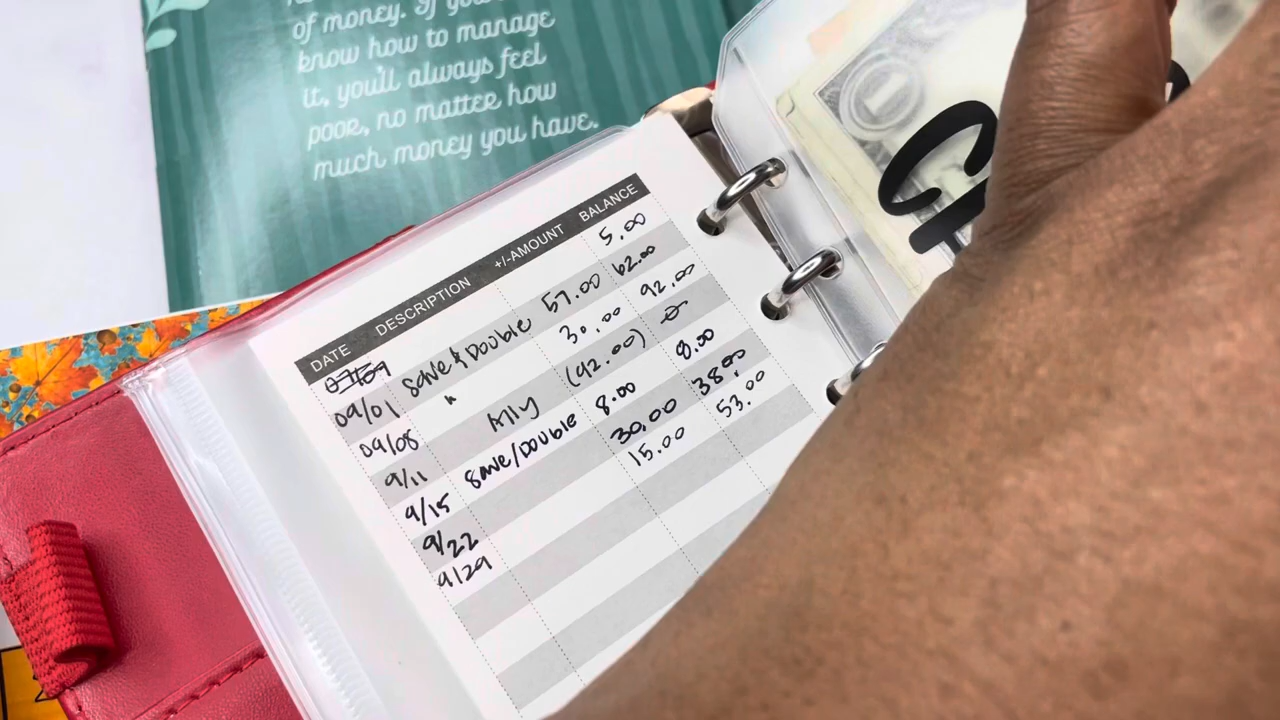 of money. If you
know how to manage
it, you'll always feel
poor, no matter how
much money you have.
DATE DESCRIPTION +/-AMOUNT BALANCE
5.00
09/01 Save & Double 57.00 62.00
09/08 " 30.00 92.00
9/11 Ally (92.00) 0
9/15 Save/Double 8.00 8.00
9/22 30.00 38.00
9/29 15.00 53.00
1